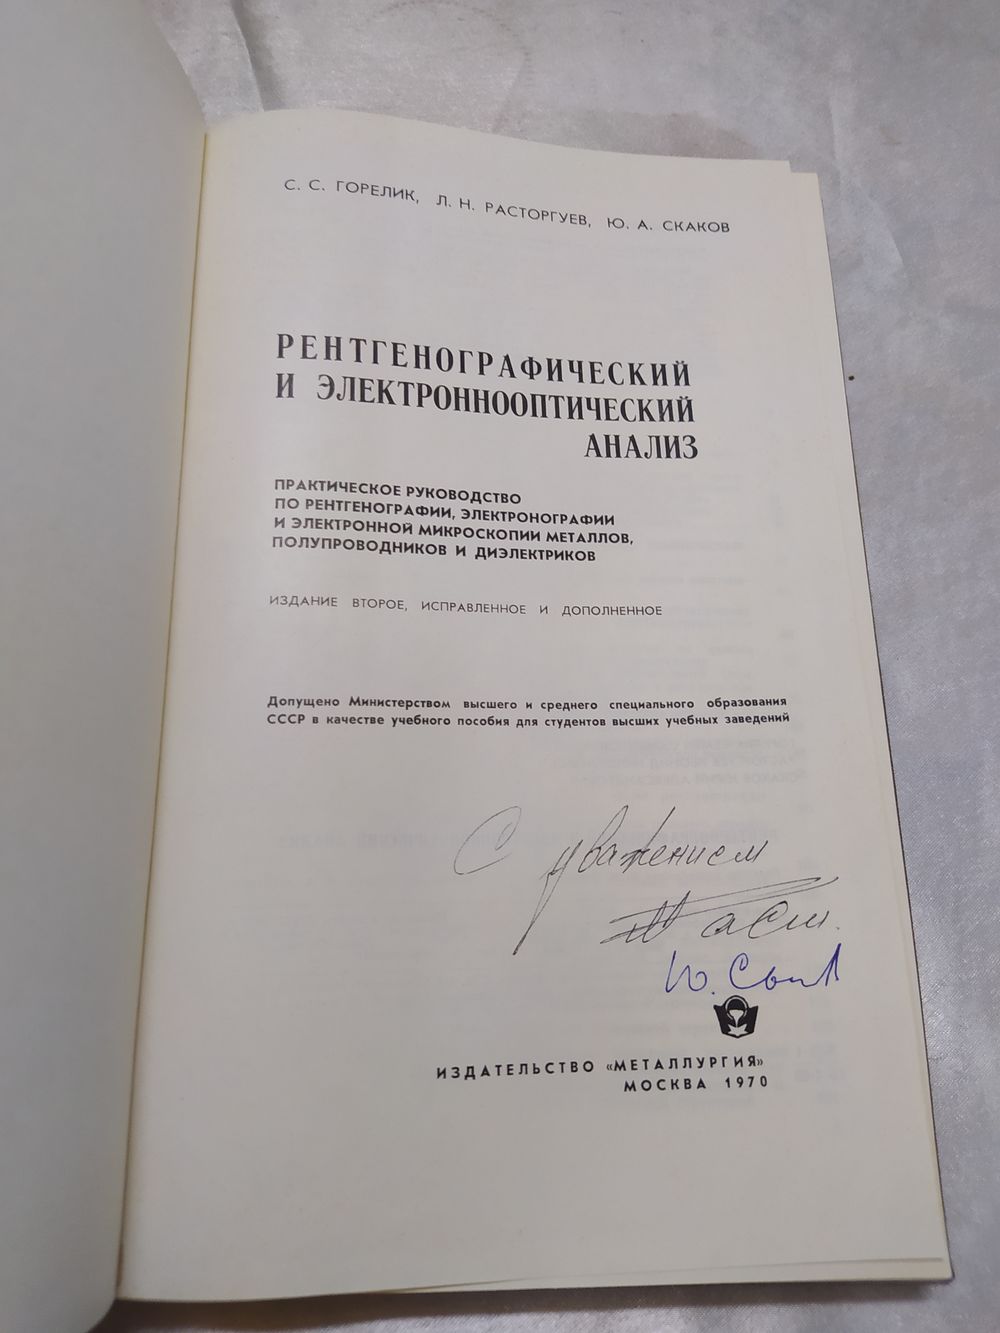 С. С. ГОРЕЛИК, Л. Н. РАСТОРГУЕВ, Ю. А. СКАКОВ
РЕНТГЕНОГРАФИЧЕСКИЙ
И ЭЛЕКТРОННООПТИЧЕСКИЙ
АНАЛИЗ
ПРАКТИЧЕСКОЕ РУКОВОДСТВО
ПО РЕНТГЕНОГРАФИИ, ЭЛЕКТРОНОГРАФИИ
И ЭЛЕКТРОННОЙ МИКРОСКОПИИ МЕТАЛЛОВ,
ПОЛУПРОВОДНИКОВ И ДИЭЛЕКТРИКОВ
ИЗДАНИЕ ВТОРОЕ, ИСПРАВЛЕННОЕ И ДОПОЛНЕННОЕ
Допущено Министерством высшего и среднего специального образования
СССР в качестве учебного пособия для студентов высших учебных заведений
С уважением
Ю.
ИЗДАТЕЛЬСТВО «МЕТАЛЛУРГИЯ»
МОСКВА 1970